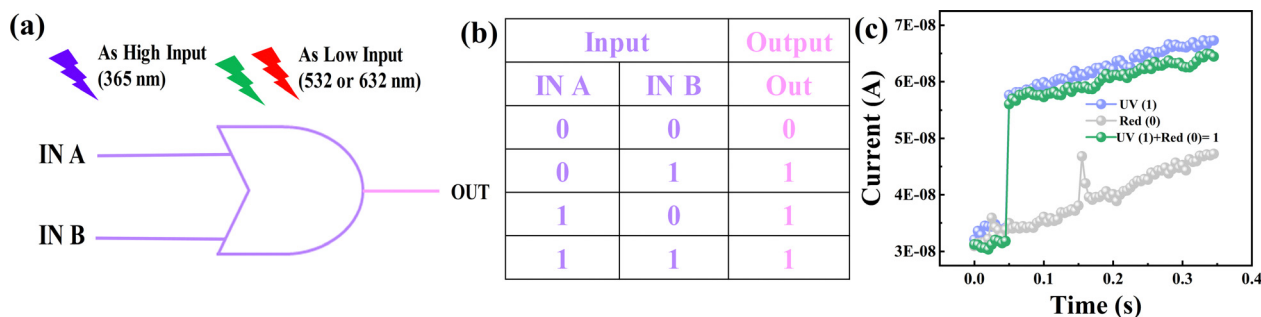 (a)
As High Input
(365 nm)
As Low Input
(532 or 632 nm)
IN A
IN B
OUT
(b)
Input Output
IN A IN B Out
0 0 0
0 1 1
1 0 1
1 1 1
(c)
Current (A)
7E-08
6E-08
5E-08
4E-08
3E-08
UV (1)
Red (0)
UV (1)+Red (0)= 1
0.0 0.1 0.2 0.3 0.4
Time (s)